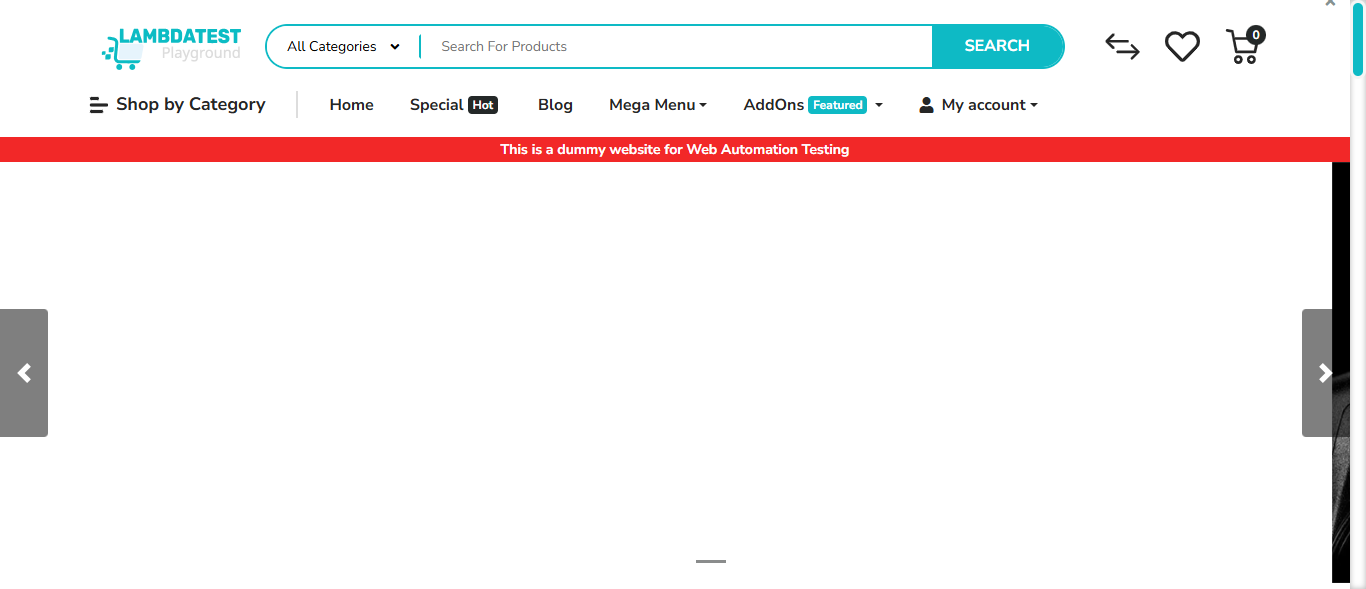 LAMBDATEST
Playground
All Categories
Search For Products
SEARCH
0
Shop by Category
Home
Special Hot
Blog
Mega Menu
AddOns Featured
My account
This is a dummy website for Web Automation Testing